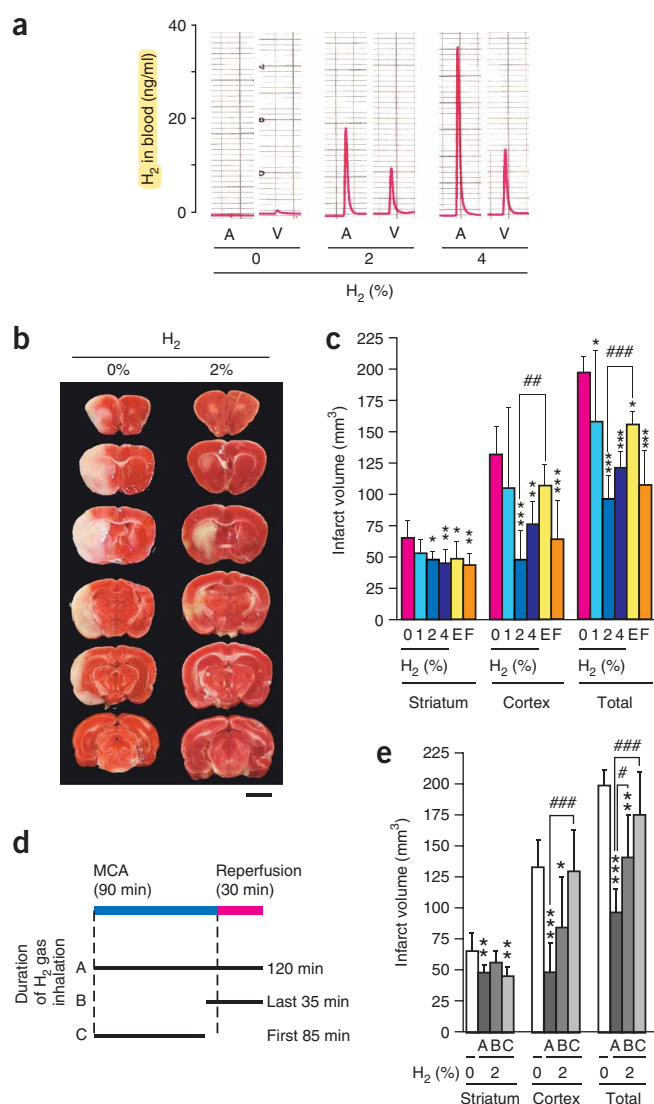 a
H2 in blood (ng/ml)
40
20
0
A V A V A V
0 2 4
H2 (%)
b
H2
0% 2%
c
Infarct volume (mm3)
225
200
175
150
125
100
75
50
25
0
* ** * **
*** ** ***
##
* *** *** * ***
###
0 1 2 4 E F 0 1 2 4 E F 0 1 2 4 E F
H2 (%) H2 (%) H2 (%)
Striatum Cortex Total
d
MCA
(90 min)
Reperfusion
(30 min)
Duration
of H2 gas
inhalation
A 120 min
B Last 35 min
C First 85 min
e
Infarct volume (mm3)
225
200
175
150
125
100
75
50
25
0
** **
*** *
###
*** **
#
###
A B C A B C A B C
0 2 0 2 0 2
H2 (%)
Striatum Cortex Total